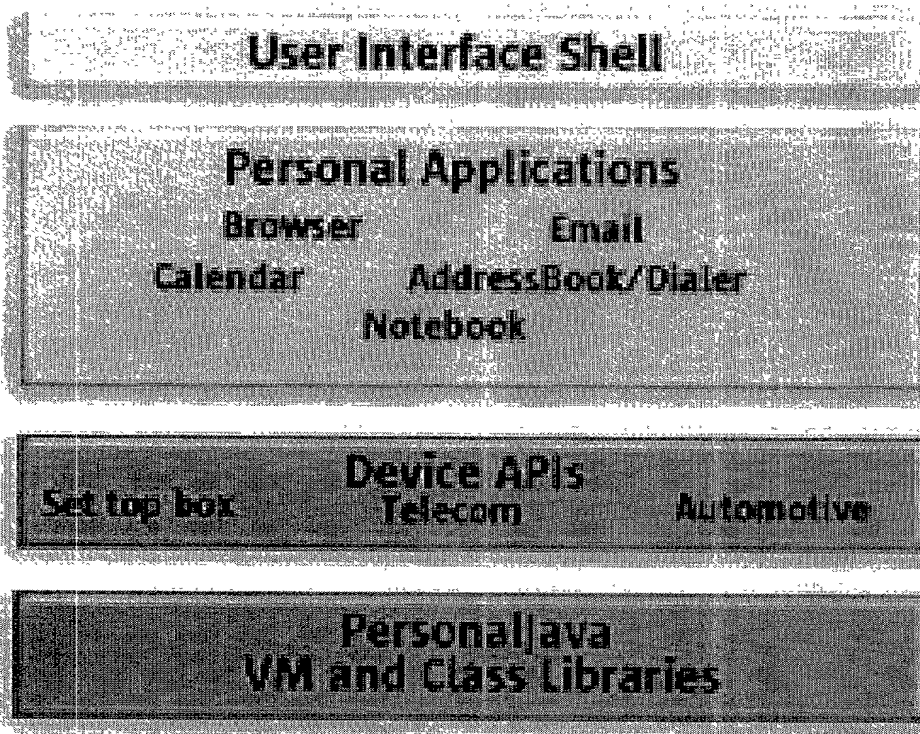 User Interface Shell
Personal Applications
Browser Email
Calendar AddressBook/Dialer
Notebook
Device APIs
Set top box Telecom Automotive
PersonalJava
VM and Class Libraries